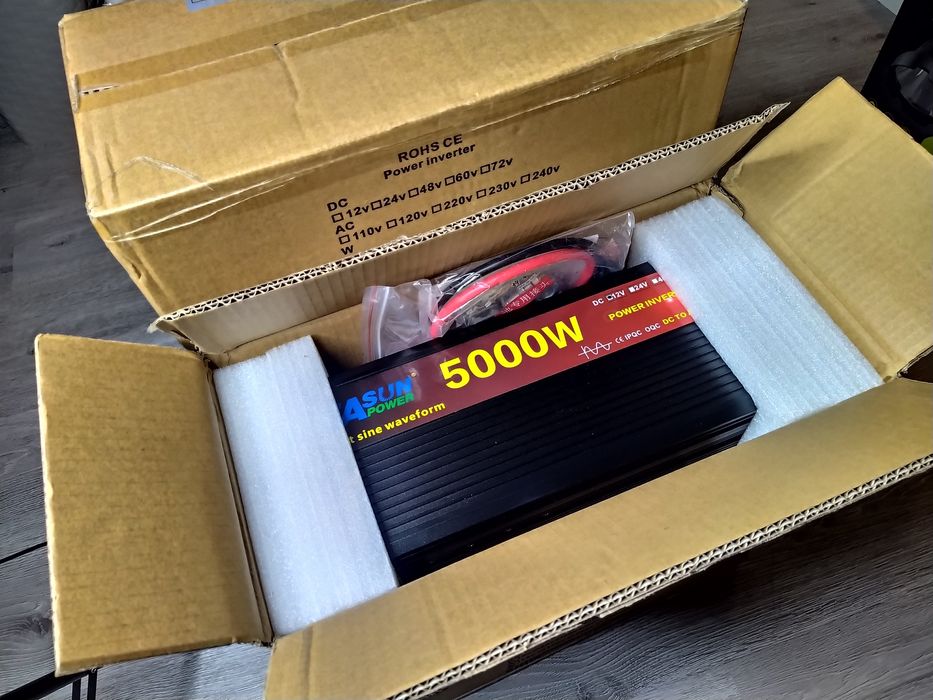 ROHS CE
Power inverter
DC
□12v□24v□48v□60v□72v
AC
□110v □120v □220v □230v □240v
W
DC □12V ■24V ■4
POWER INVER
CE IPQC OQC DC TO
5000W
ASUN
POWER
t sine waveform